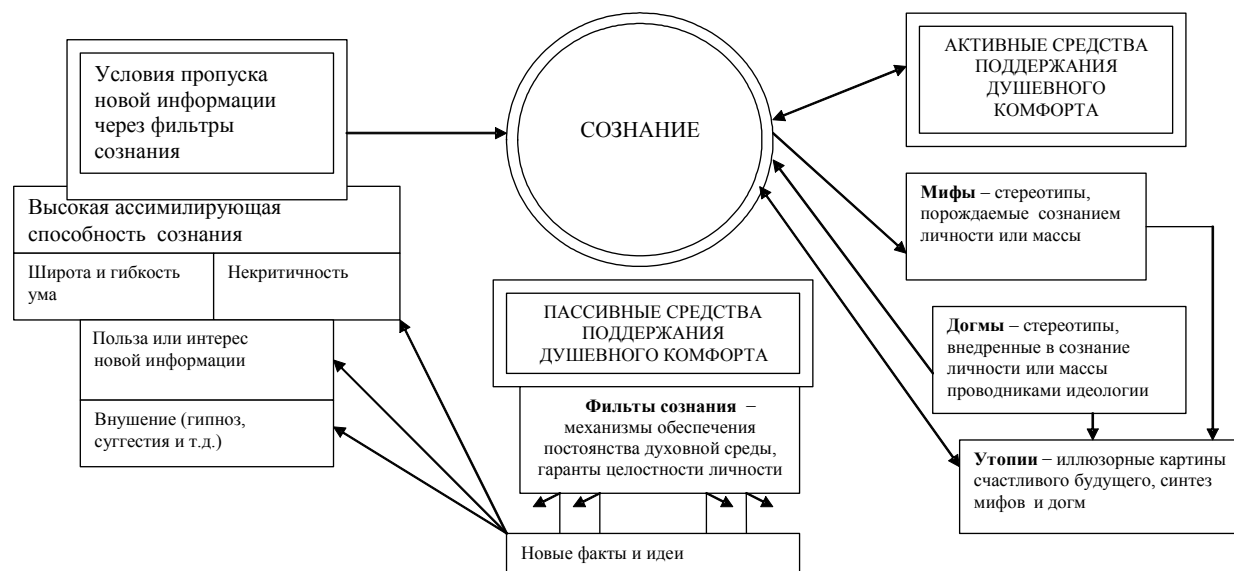 Условия пропуска
новой информации
через фильтры
сознания
Высокая ассимилирующая
способность сознания
Широта и гибкость
ума
Некритичность
Польза или интерес
новой информации
Внушение (гипноз,
суггестия и т.д.)
СОЗНАНИЕ
ПАССИВНЫЕ СРЕДСТВА
ПОДДЕРЖАНИЯ
ДУШЕВНОГО КОМФОРТА
Фильты сознания –
механизмы обеспечения
постоянства духовной среды,
гаранты целостности личности
Новые факты и идеи
АКТИВНЫЕ СРЕДСТВА
ПОДДЕРЖАНИЯ
ДУШЕВНОГО
КОМФОРТА
Мифы – стереотипы,
порождаемые сознанием
личности или массы
Догмы – стереотипы,
внедренные в сознание
личности или массы
проводниками идеологии
Утопии – иллюзорные картины
счастливого будущего, синтез
мифов и догм